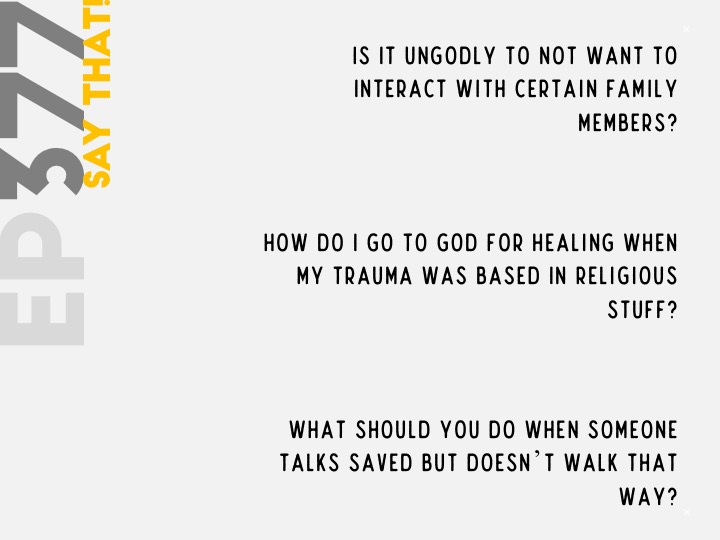 EP377
SAY THAT!
IS IT UNGODLY TO NOT WANT TO
INTERACT WITH CERTAIN FAMILY
MEMBERS?
HOW DO I GO TO GOD FOR HEALING WHEN
MY TRAUMA WAS BASED IN RELIGIOUS
STUFF?
WHAT SHOULD YOU DO WHEN SOMEONE
TALKS SAVED BUT DOESN'T WALK THAT
WAY?